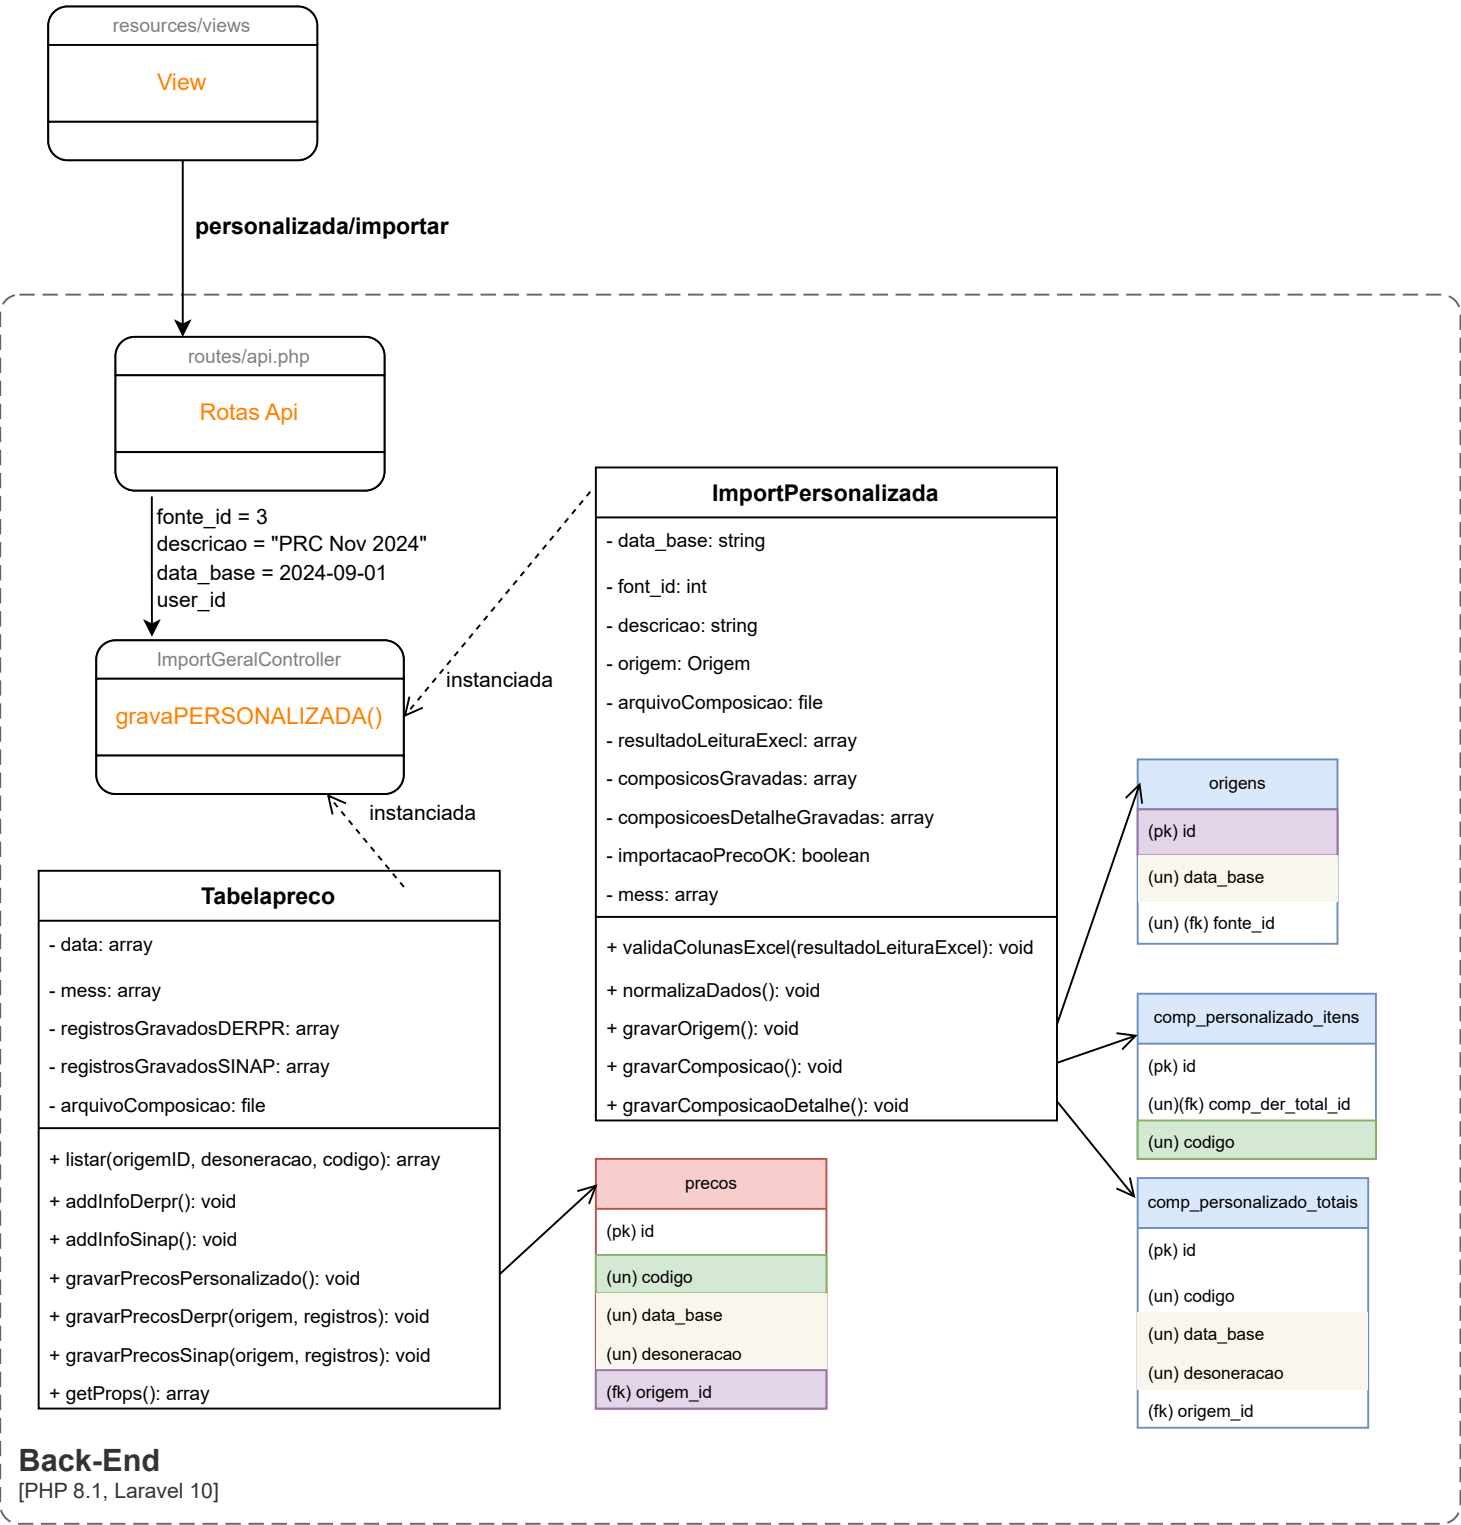 resources/views
View
personalizada/importar
routes/api.php
Rotas Api
fonte_id = 3
descricao = "PRC Nov 2024"
data_base = 2024-09-01
user_id
ImportGeralController
gravaPERSONALIZADA()
instanciada
instanciada
ImportPersonalizada
- data_base: string
- font_id: int
- descricao: string
- origem: Origem
- arquivoComposicao: file
- resultadoLeituraExecl: array
- composicosGravadas: array
- composicoesDetalheGravadas: array
- importacaoPrecoOK: boolean
- mess: array
+ validaColunasExcel(resultadoLeituraExcel): void
+ normalizaDados(): void
+ gravarOrigem(): void
+ gravarComposicao(): void
+ gravarComposicaoDetalhe(): void
Tabelapreco
- data: array
- mess: array
- registrosGravadosDERPR: array
- registrosGravadosSINAP: array
- arquivoComposicao: file
+ listar(origemID, desoneracao, codigo): array
+ addInfoDerpr(): void
+ addInfoSinap(): void
+ gravarPrecosPersonalizado(): void
+ gravarPrecosDerpr(origem, registros): void
+ gravarPrecosSinap(origem, registros): void
+ getProps(): array
precos
(pk) id
(un) codigo
(un) data_base
(un) desoneracao
(fk) origem_id
origens
(pk) id
(un) data_base
(un) (fk) fonte_id
comp_personalizado_itens
(pk) id
(un)(fk) comp_der_total_id
(un) codigo
comp_personalizado_totais
(pk) id
(un) codigo
(un) data_base
(un) desoneracao
(fk) origem_id
Back-End
[PHP 8.1, Laravel 10]